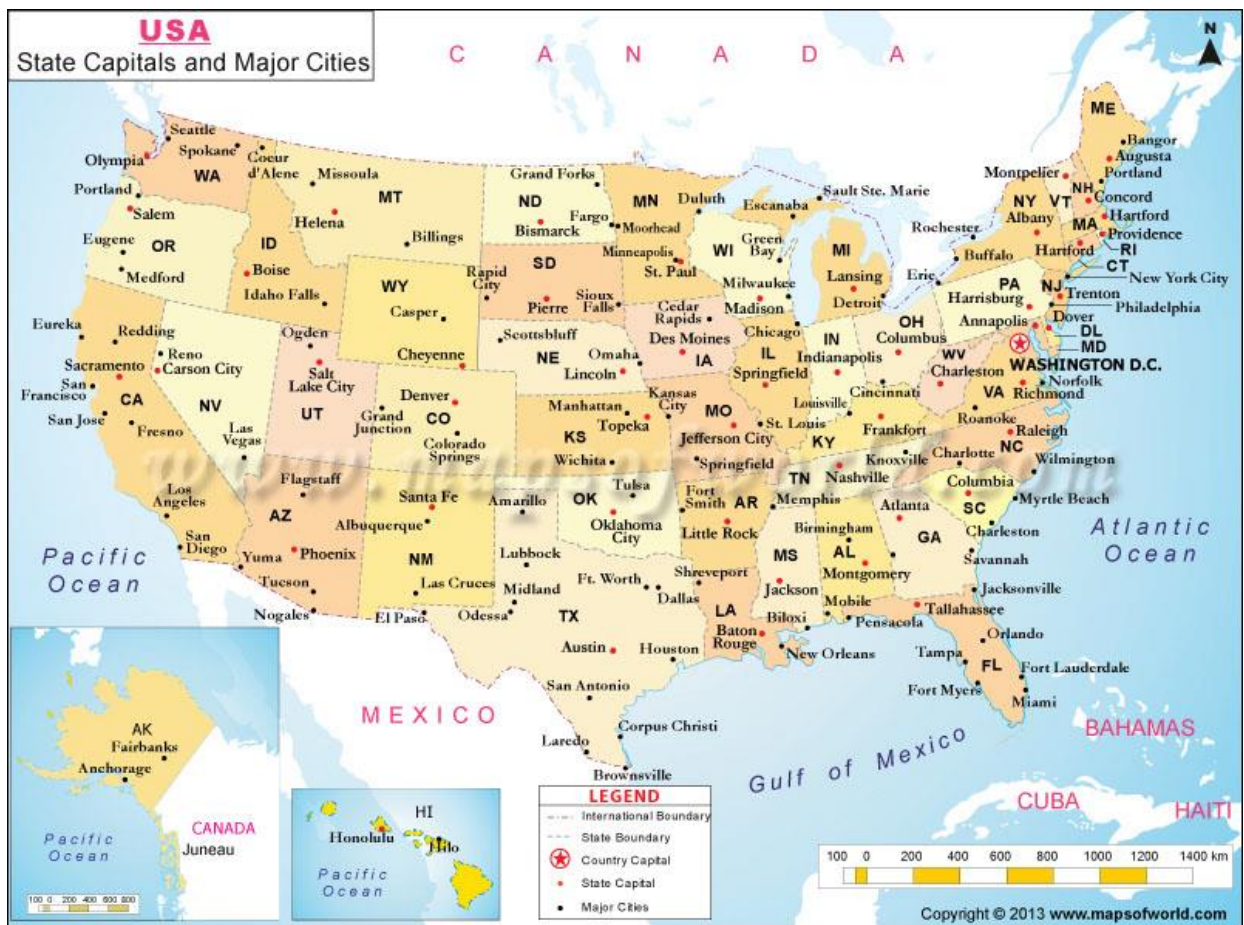 USA
State Capitals and Major Cities
C A N A D A
N
Seattle
Spokane
Coeur
d'Alene
Olympia
WA
Portland
Salem
Eugene
OR
Medford
Missoula
MT
Helena
Billings
ID
Boise
Idaho Falls
Grand Forks
ND
Bismarck
Fargo
Moorhead
MN
Duluth
Minneapolis
St. Paul
Escanaba
Sault Ste. Marie
WI
Green
Bay
Milwaukee
Madison
MI
Lansing
Detroit
ME
Bangor
Augusta
Portland
Montpelier
VT
NH
Concord
NY
Albany
MA
Hartford
Providence
Hartford
RI
CT
Rochester
Buffalo
Erie
New York City
PA
Harrisburg
NJ
Trenton
Philadelphia
Annapolis
Dover
DL
MD
WASHINGTON D.C.
SD
Rapid
City
Pierre
Sioux
Falls
WY
Casper
Cheyenne
Eureka
Redding
Reno
Carson City
Sacramento
San
Francisco
San Jose
CA
Fresno
NV
Las
Vegas
Los
Angeles
San
Diego
Ogden
Salt
Lake City
UT
Grand
Junction
Denver
CO
Colorado
Springs
Scottsbluff
NE
Omaha
Lincoln
Cedar
Rapids
Des Moines
IA
Chicago
IL
Springfield
IN
Indianapolis
OH
Columbus
Cincinnati
WV
Charleston
VA
Richmond
Norfolk
Roanoke
Manhattan
Topeka
Kansas
City
KS
Wichita
MO
Jefferson City
St. Louis
Springfield
Louisville
KY
Frankfort
Knoxville
TN
Nashville
Memphis
Raleigh
NC
Charlotte
Wilmington
Columbia
SC
Myrtle Beach
Charleston
www.mapsofworld.com
Flagstaff
AZ
Phoenix
Yuma
Tucson
Nogales
Santa Fe
Albuquerque
NM
Las Cruces
El Paso
Amarillo
Lubbock
Midland
Odessa
OK
Tulsa
Oklahoma
City
Fort
Smith
AR
Little Rock
Ft. Worth
Dallas
TX
Austin
Houston
San Antonio
Corpus Christi
Laredo
Brownsville
Shreveport
LA
Baton
Rouge
New Orleans
MS
Jackson
Biloxi
Birmingham
AL
Montgomery
Mobile
Pensacola
Atlanta
GA
Savannah
Jacksonville
Tallahassee
Orlando
Tampa
FL
Fort Lauderdale
Fort Myers
Miami
Pacific
Ocean
Atlantic
Ocean
MEXICO
Gulf of Mexico
BAHAMAS
CUBA
HAITI
AK
Fairbanks
Anchorage
CANADA
Juneau
Pacific
Ocean
100 0 200 400 600 800
HI
Honolulu
Hilo
Pacific
Ocean
LEGEND
International Boundary
State Boundary
Country Capital
State Capital
Major Cities
100 0 200 400 600 800 1000 1200 1400 km
Copyright © 2013 www.mapsofworld.com